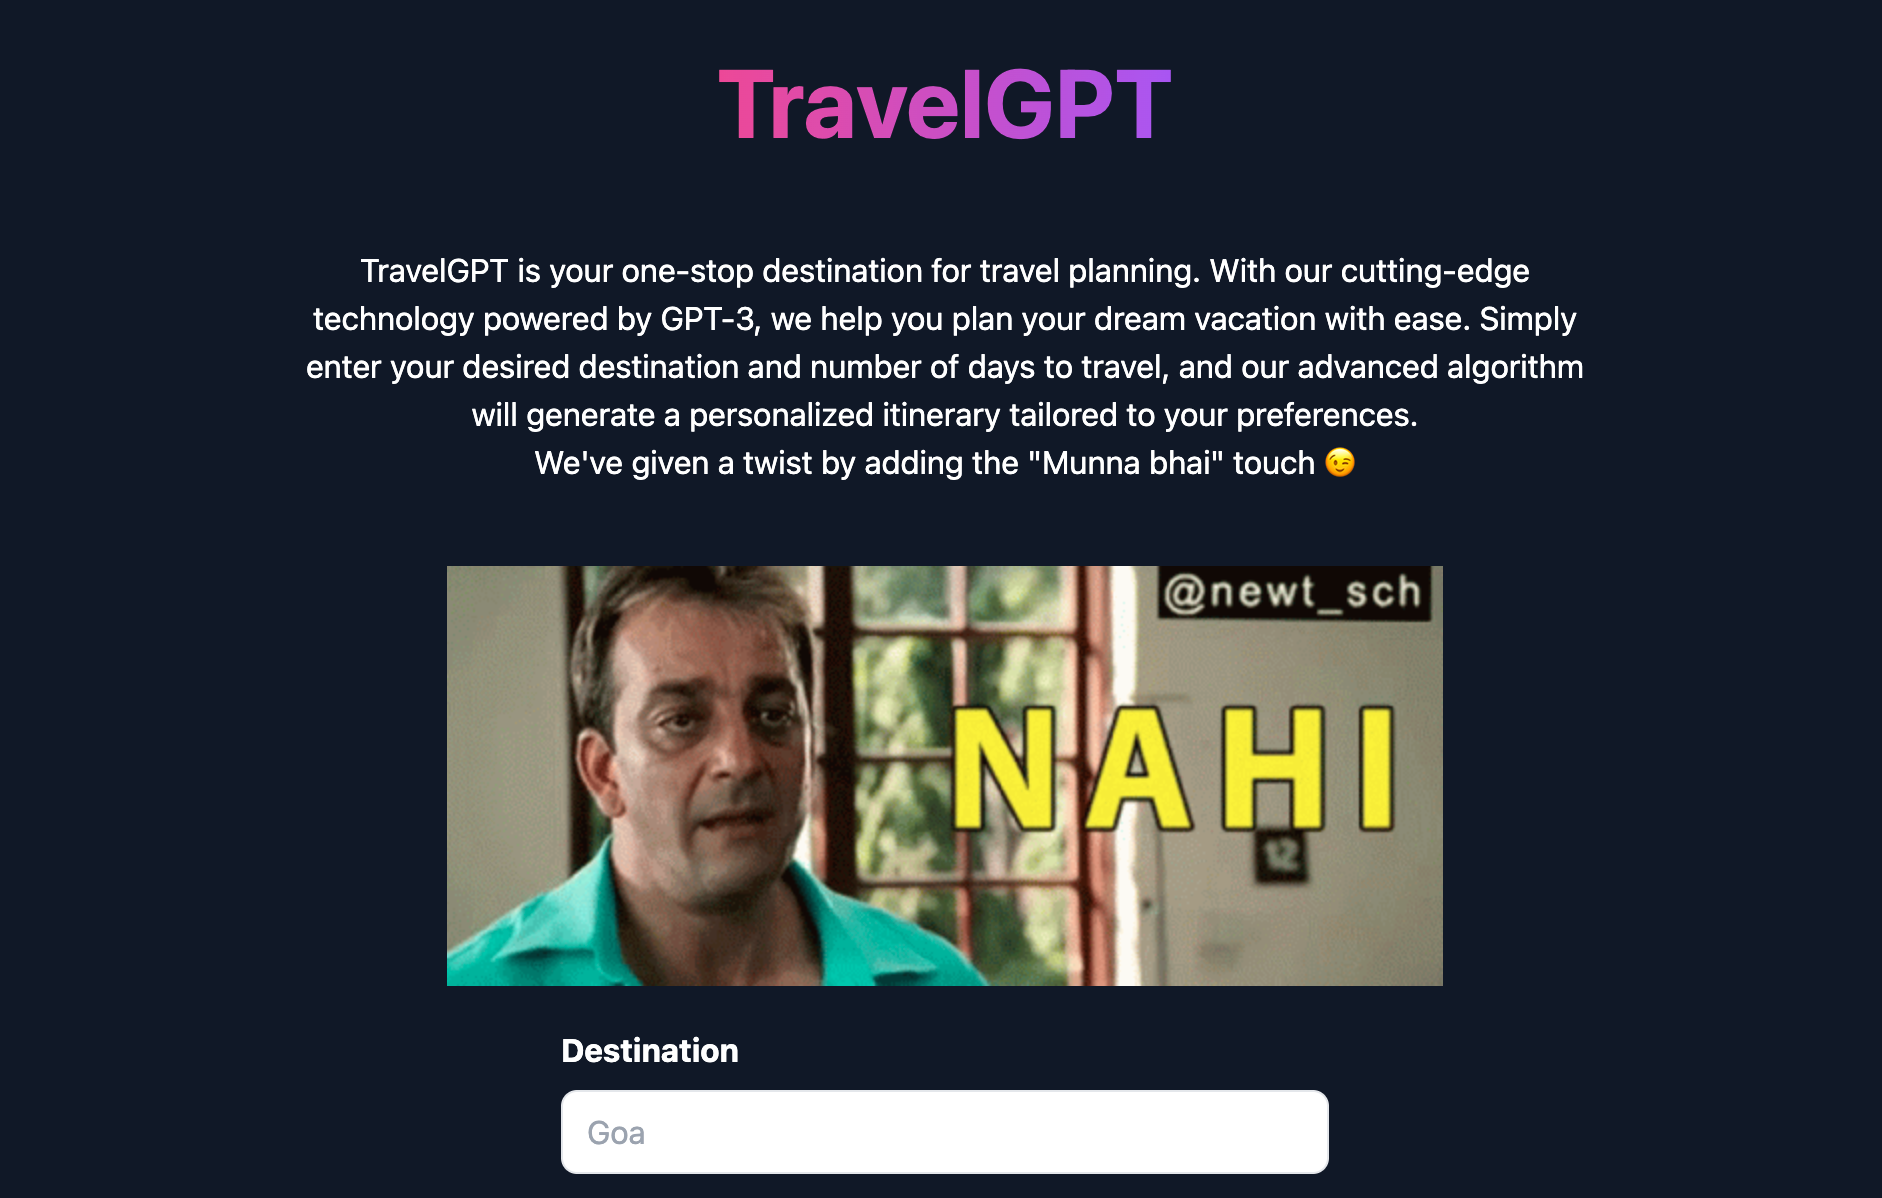 TravelGPT
TravelGPT is your one-stop destination for travel planning. With our cutting-edge
technology powered by GPT-3, we help you plan your dream vacation with ease. Simply
enter your desired destination and number of days to travel, and our advanced algorithm
will generate a personalized itinerary tailored to your preferences.
We've given a twist by adding the "Munna bhai" touch 😉
@newt_sch
NAHI
12
Destination
Goa